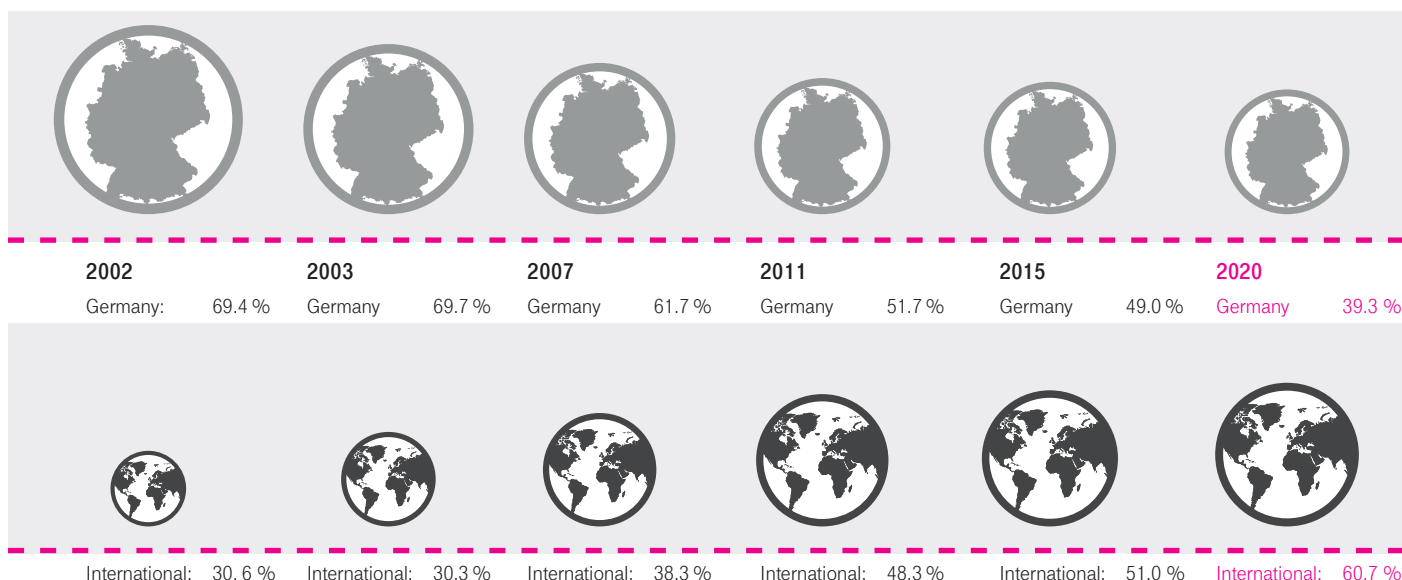 2002 2003 2007 2011 2015 2020
Germany: 69.4 % Germany 69.7 % Germany 61.7 % Germany 51.7 % Germany 49.0 % Germany 39.3 %
International: 30. 6 % International: 30.3 % International: 38.3 % International: 48.3 % International: 51.0 % International: 60.7 %